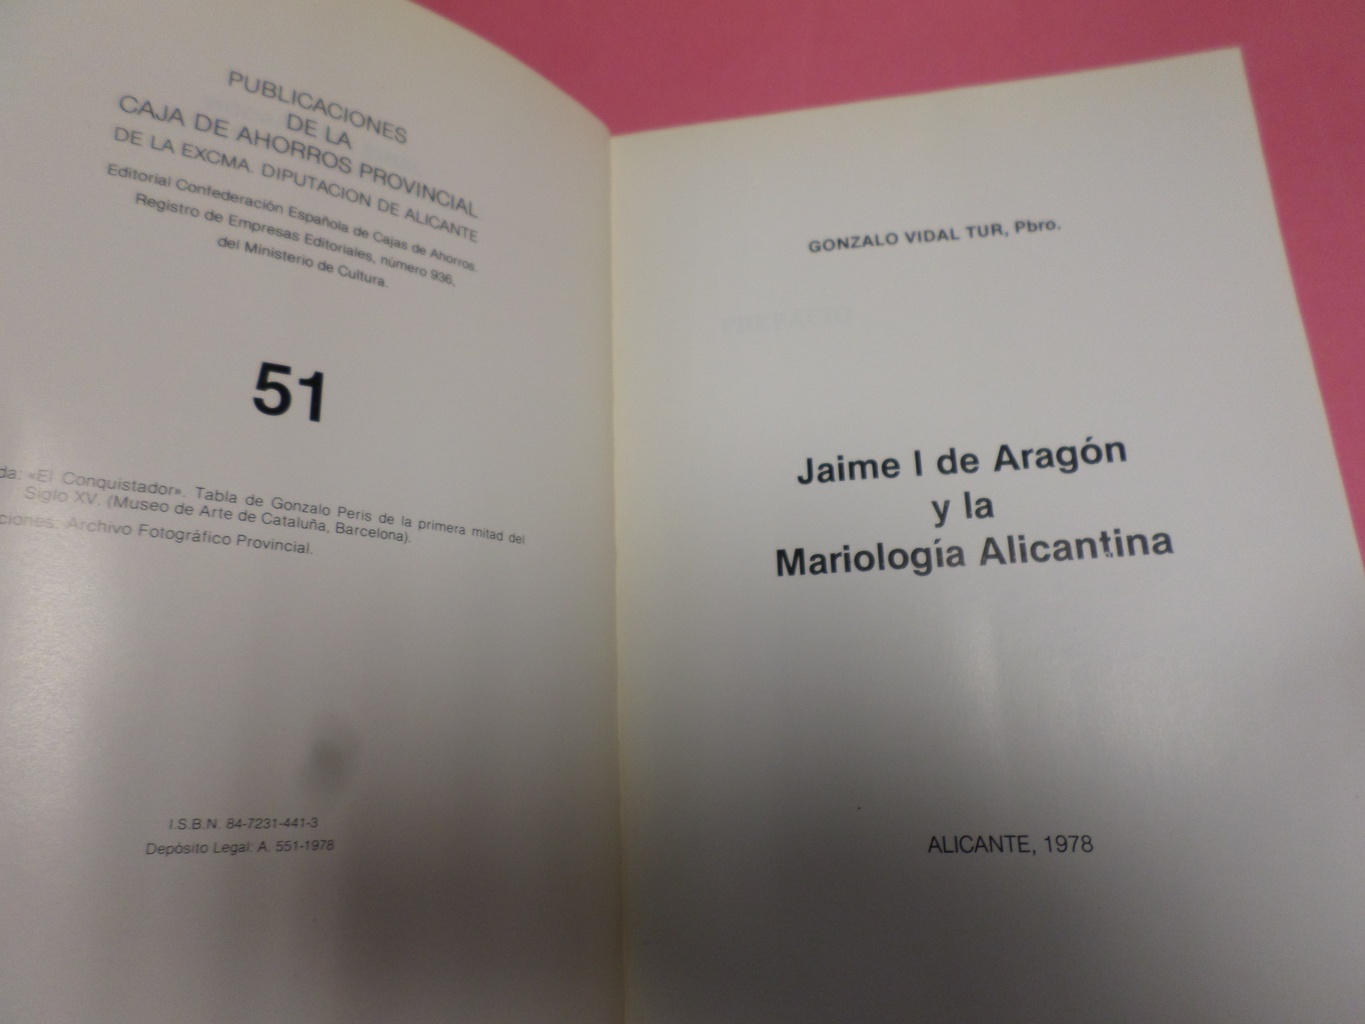 PUBLICACIONES
DE LA
CAJA DE AHORROS PROVINCIAL
DE LA EXCMA. DIPUTACION DE ALICANTE
Editorial Confederación Española de Cajas de Ahorros.
Registro de Empresas Editoriales, número 936,
del Ministerio de Cultura.
51
«El Conquistador». Tabla de Gonzalo Peris de la primera mitad del
Siglo XV. (Museo de Arte de Cataluña, Barcelona).
Archivo Fotográfico Provincial.
I.S.B.N. 84-7231-441-3
Depósito Legal: A. 551-1978
GONZALO VIDAL TUR, Pbro.
Jaime I de Aragón
y la
Mariología Alicantina
ALICANTE, 1978